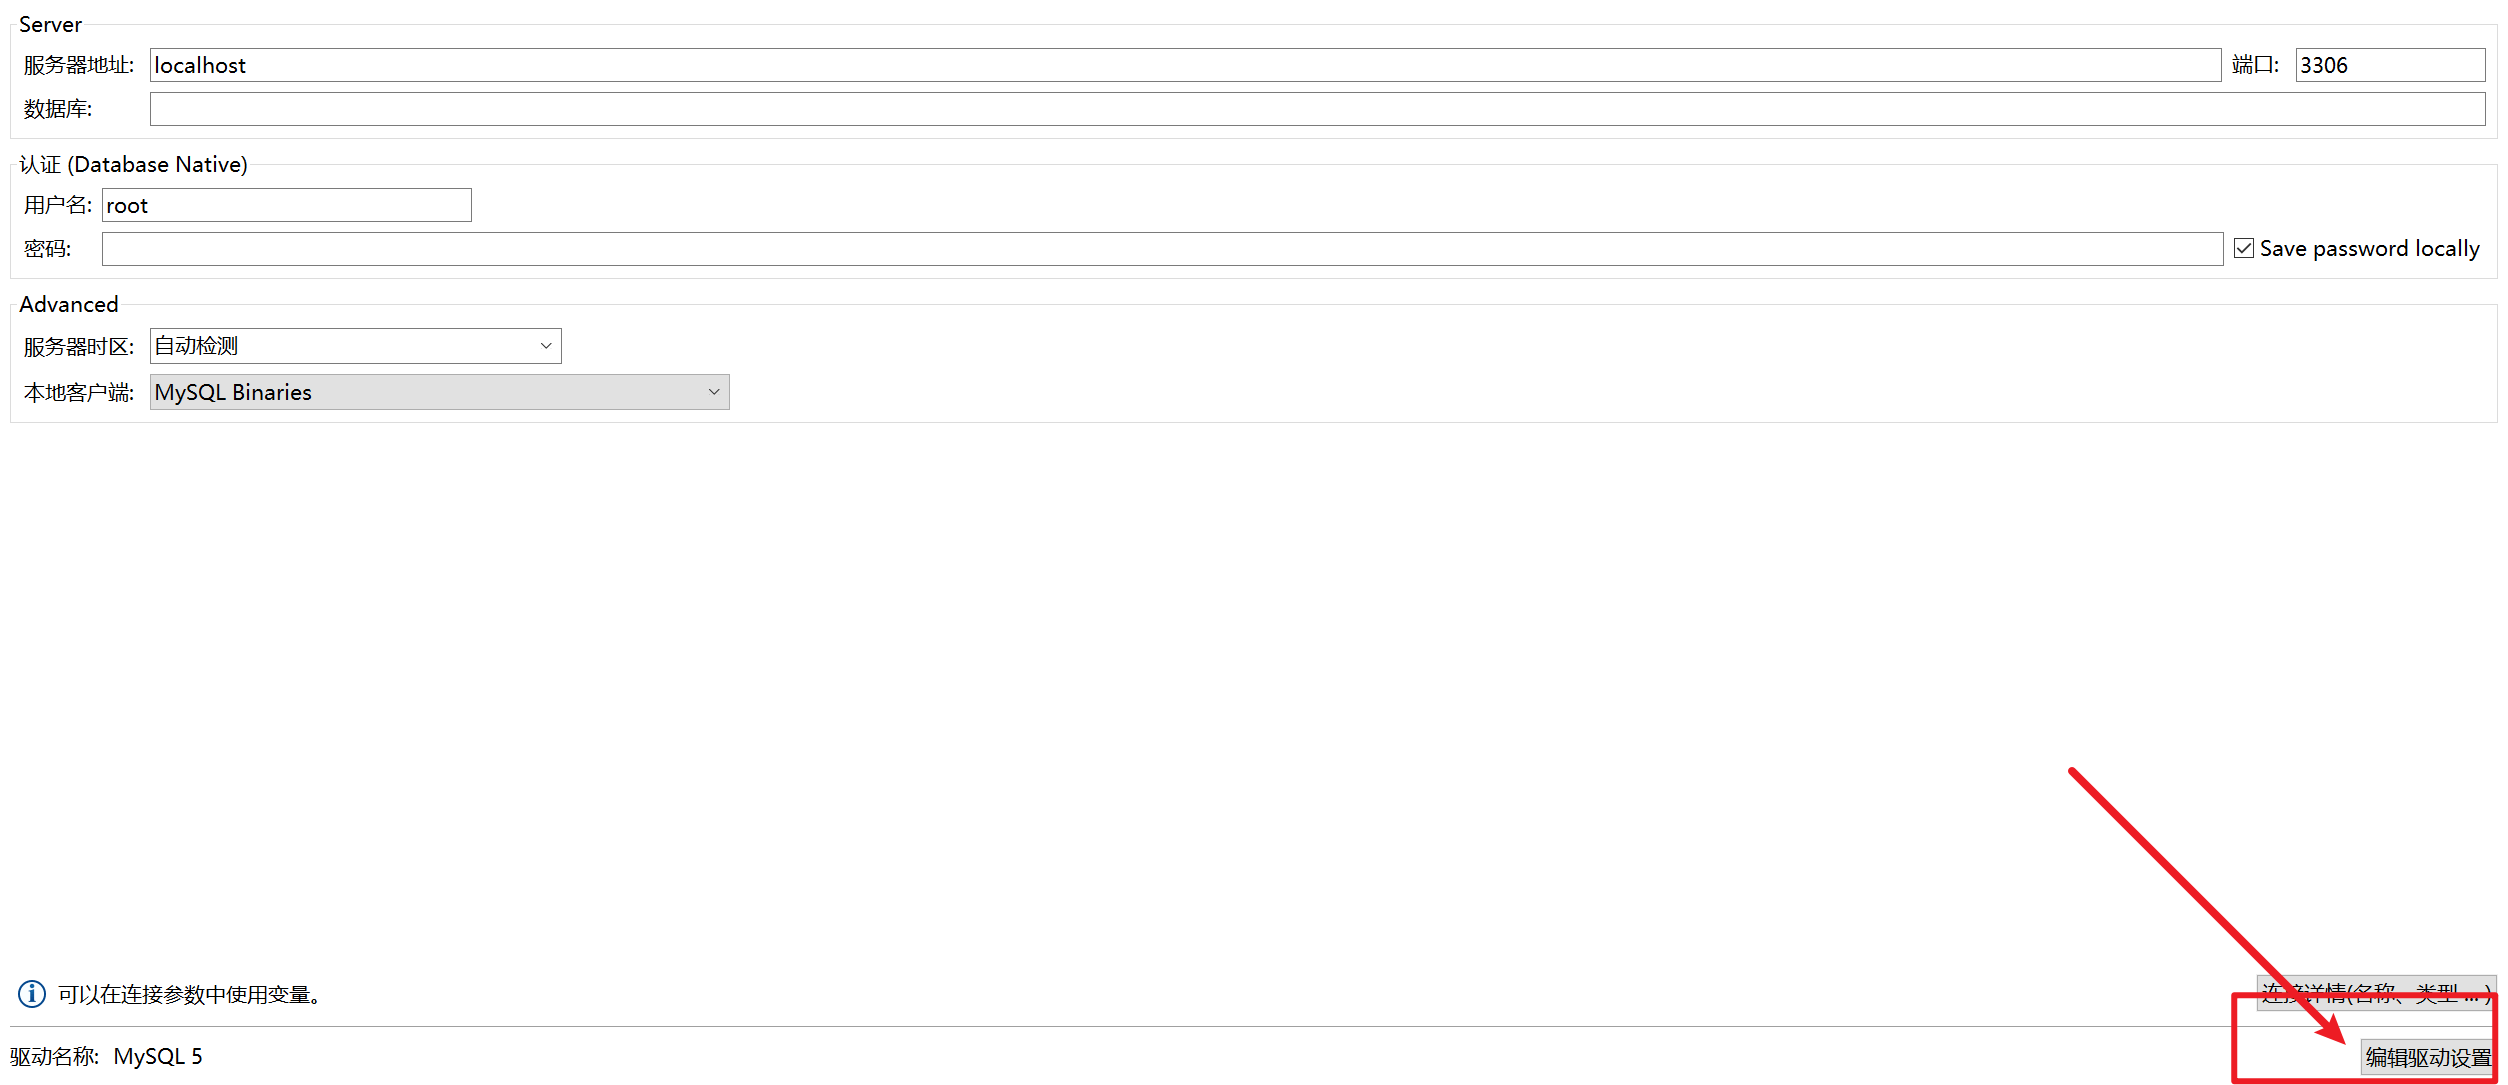 Server
服务器地址: localhost 端口: 3306
数据库:
认证 (Database Native)
用户名: root
密码: Save password locally
Advanced
服务器时区: 自动检测
本地客户端: MySQL Binaries
可以在连接参数中使用变量。 连接详情(名称、类型 ... )
驱动名称: MySQL 5 编辑驱动设置